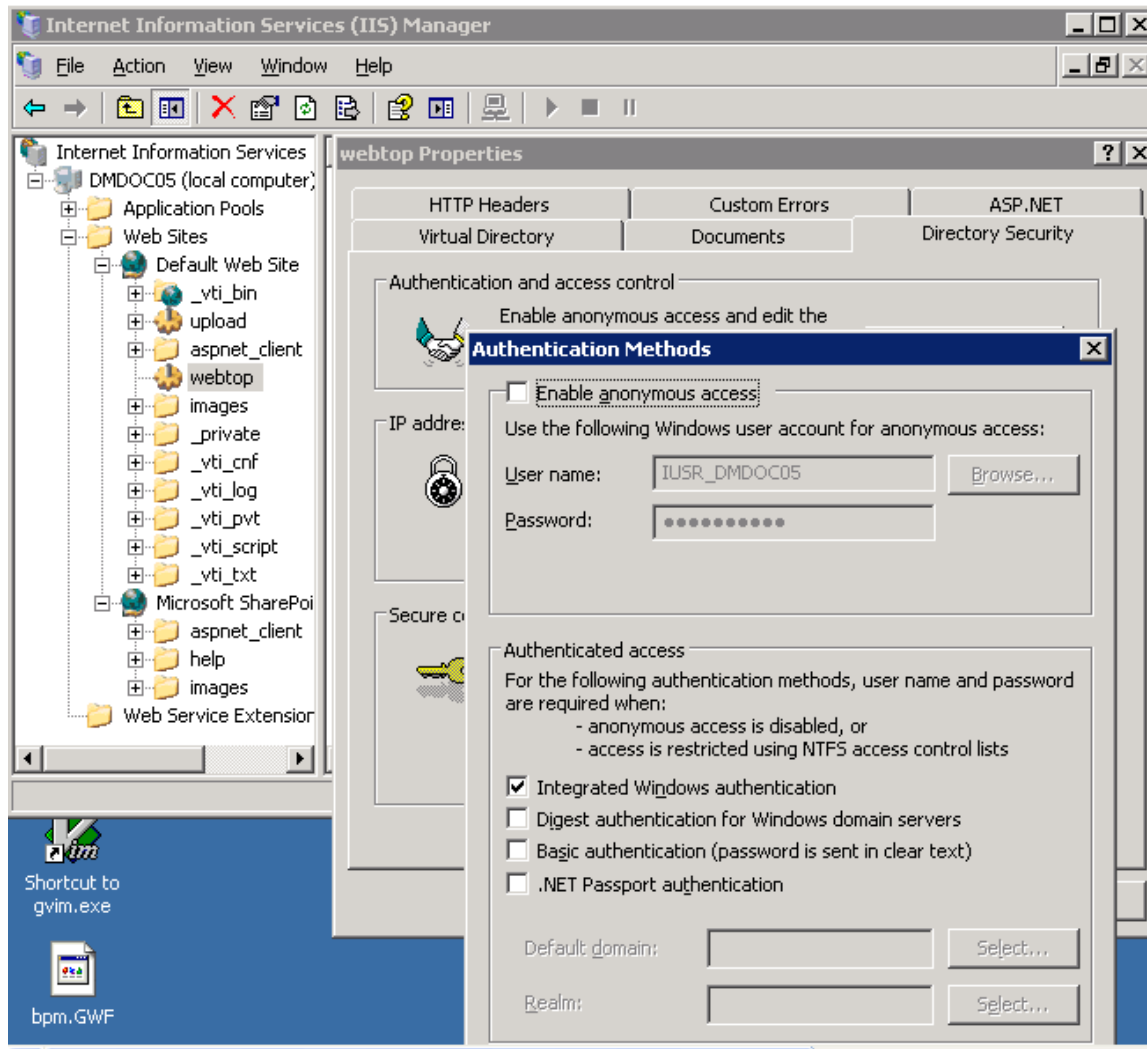 Internet Information Services (IIS) Manager
File Action View Window Help
Internet Information Services
DMDOC05 (local computer)
Application Pools
Web Sites
Default Web Site
_vti_bin
upload
aspnet_client
webtop
images
_private
_vti_cnf
_vti_log
_vti_pvt
_vti_script
_vti_txt
Microsoft SharePoi
aspnet_client
help
images
Web Service Extension
webtop Properties
HTTP Headers Custom Errors ASP.NET
Virtual Directory Documents Directory Security
Authentication and access control
Enable anonymous access and edit the
IP addre
Secure c
Authentication Methods
Enable anonymous access
Use the following Windows user account for anonymous access:
User name: IUSR_DMDOC05 Browse...
Password: ●●●●●●●●●●
Authenticated access
For the following authentication methods, user name and password
are required when:
- anonymous access is disabled, or
- access is restricted using NTFS access control lists
Integrated Windows authentication
Digest authentication for Windows domain servers
Basic authentication (password is sent in clear text)
.NET Passport authentication
Default domain: Select...
Realm: Select...
Vim
Shortcut to
gvim.exe
bpm.GWF